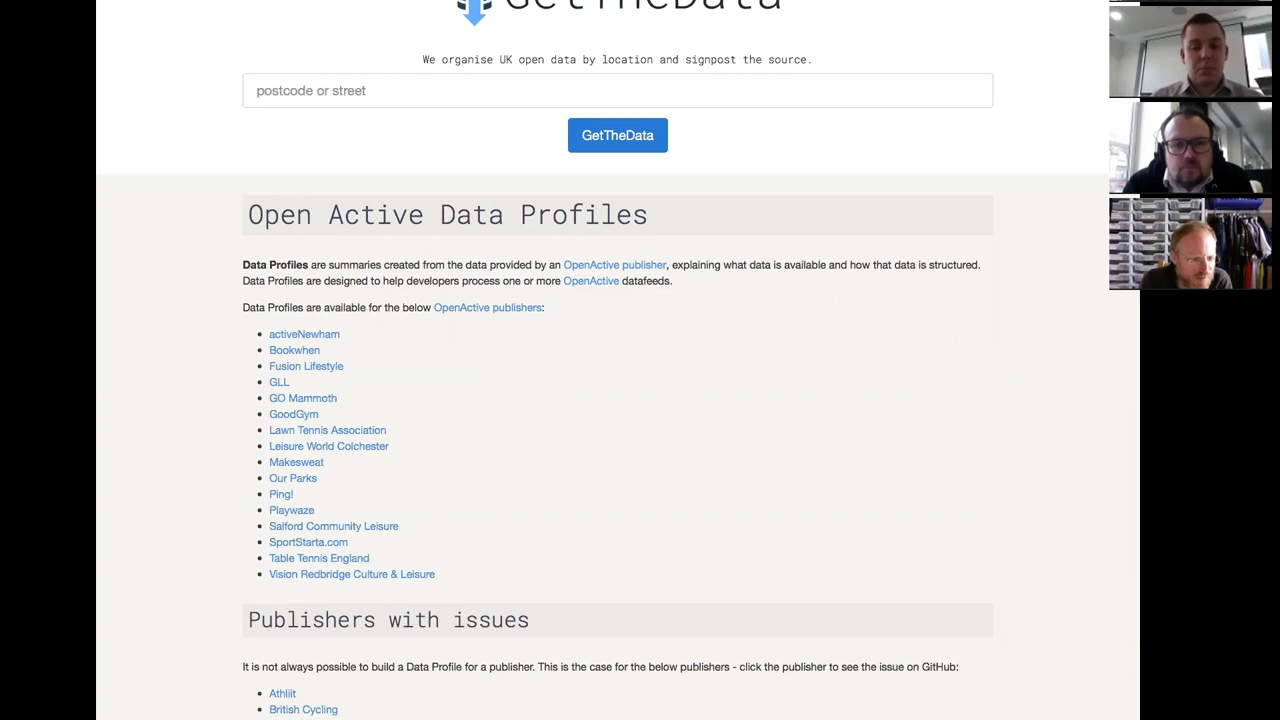 GetTheData
We organise UK open data by location and signpost the source.
postcode or street
GetTheData
Open Active Data Profiles
Data Profiles are summaries created from the data provided by an OpenActive publisher, explaining what data is available and how that data is structured.
Data Profiles are designed to help developers process one or more OpenActive datafeeds.
Data Profiles are available for the below OpenActive publishers:
activeNewham
Bookwhen
Fusion Lifestyle
GLL
GO Mammoth
GoodGym
Lawn Tennis Association
Leisure World Colchester
Makesweat
Our Parks
Ping!
Playwaze
Salford Community Leisure
SportStarta.com
Table Tennis England
Vision Redbridge Culture & Leisure
Publishers with issues
It is not always possible to build a Data Profile for a publisher. This is the case for the below publishers - click the publisher to see the issue on GitHub:
Athliit
British Cycling